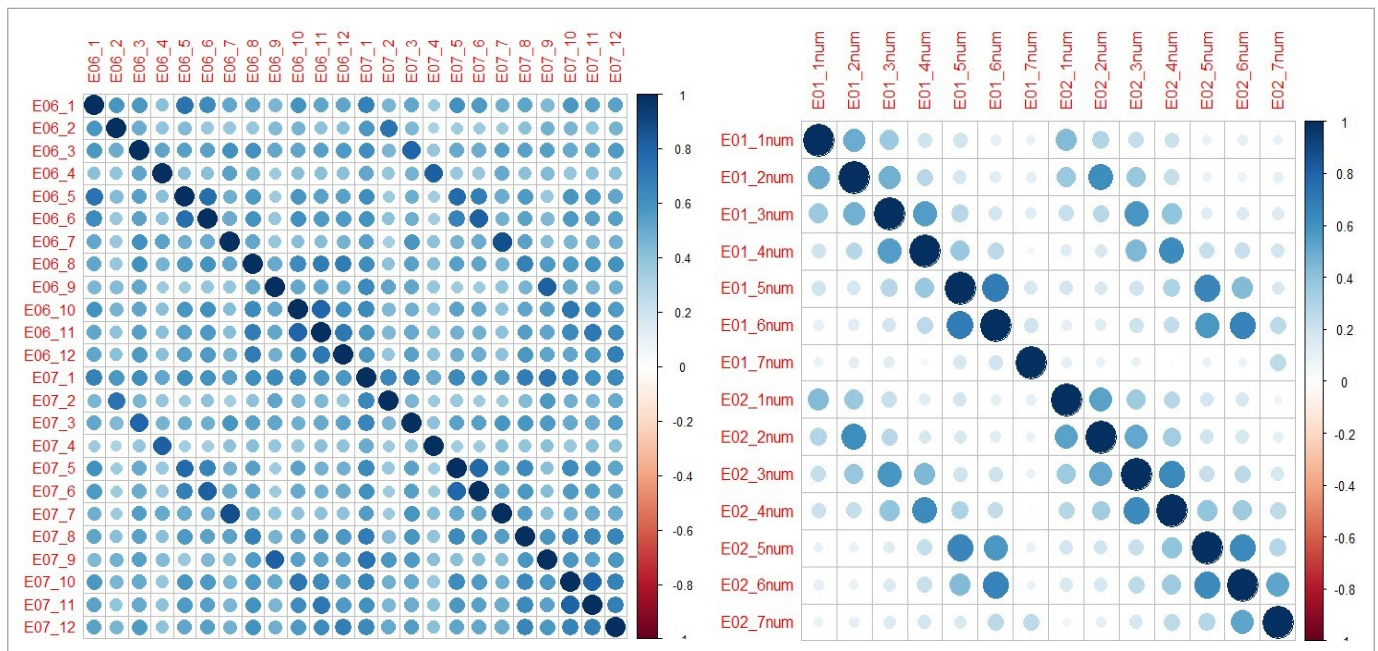 E06_1
E06_2
E06_3
E06_4
E06_5
E06_6
E06_7
E06_8
E06_9
E06_10
E06_11
E06_12
E07_1
E07_2
E07_3
E07_4
E07_5
E07_6
E07_7
E07_8
E07_9
E07_10
E07_11
E07_12
E06_1
E06_2
E06_3
E06_4
E06_5
E06_6
E06_7
E06_8
E06_9
E06_10
E06_11
E06_12
E07_1
E07_2
E07_3
E07_4
E07_5
E07_6
E07_7
E07_8
E07_9
E07_10
E07_11
E07_12
1
0.8
0.6
0.4
0.2
0
-0.2
-0.4
-0.6
-0.8
-1
E01_1num
E01_2num
E01_3num
E01_4num
E01_5num
E01_6num
E01_7num
E02_1num
E02_2num
E02_3num
E02_4num
E02_5num
E02_6num
E02_7num
E01_1num
E01_2num
E01_3num
E01_4num
E01_5num
E01_6num
E01_7num
E02_1num
E02_2num
E02_3num
E02_4num
E02_5num
E02_6num
E02_7num
1
0.8
0.6
0.4
0.2
0
-0.2
-0.4
-0.6
-0.8
-1